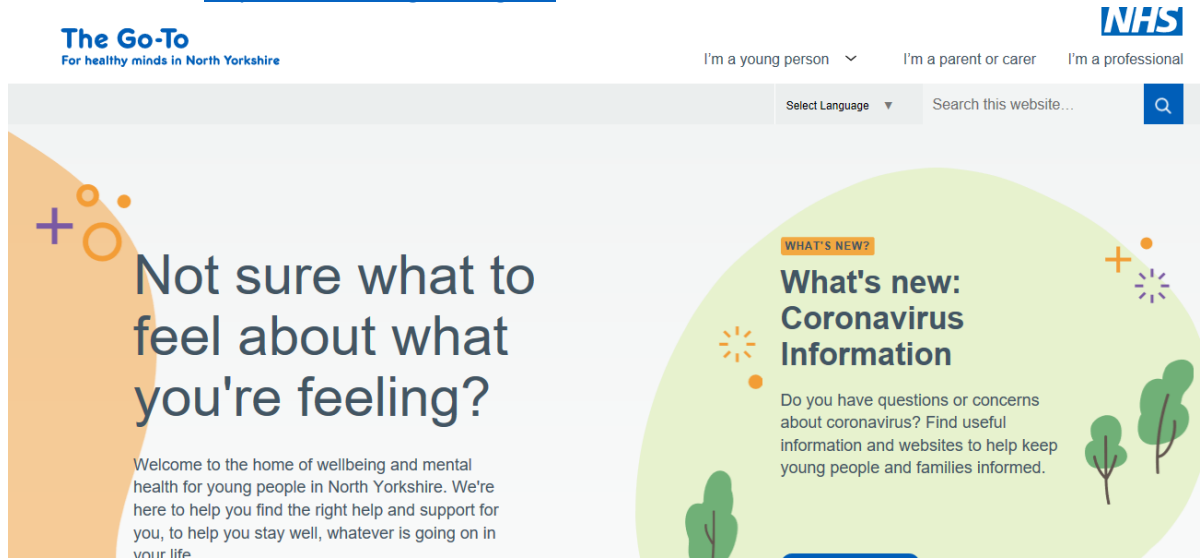 The Go-To
For healthy minds in North Yorkshire
NHS
I'm a young person
I'm a parent or carer
I'm a professional
Select Language
Search this website…
Not sure what to
feel about what
you're feeling?
Welcome to the home of wellbeing and mental
health for young people in North Yorkshire. We're
here to help you find the right help and support for
you, to help you stay well, whatever is going on in
your life
WHAT'S NEW?
What's new:
Coronavirus
Information
Do you have questions or concerns
about coronavirus? Find useful
information and websites to help keep
young people and families informed.